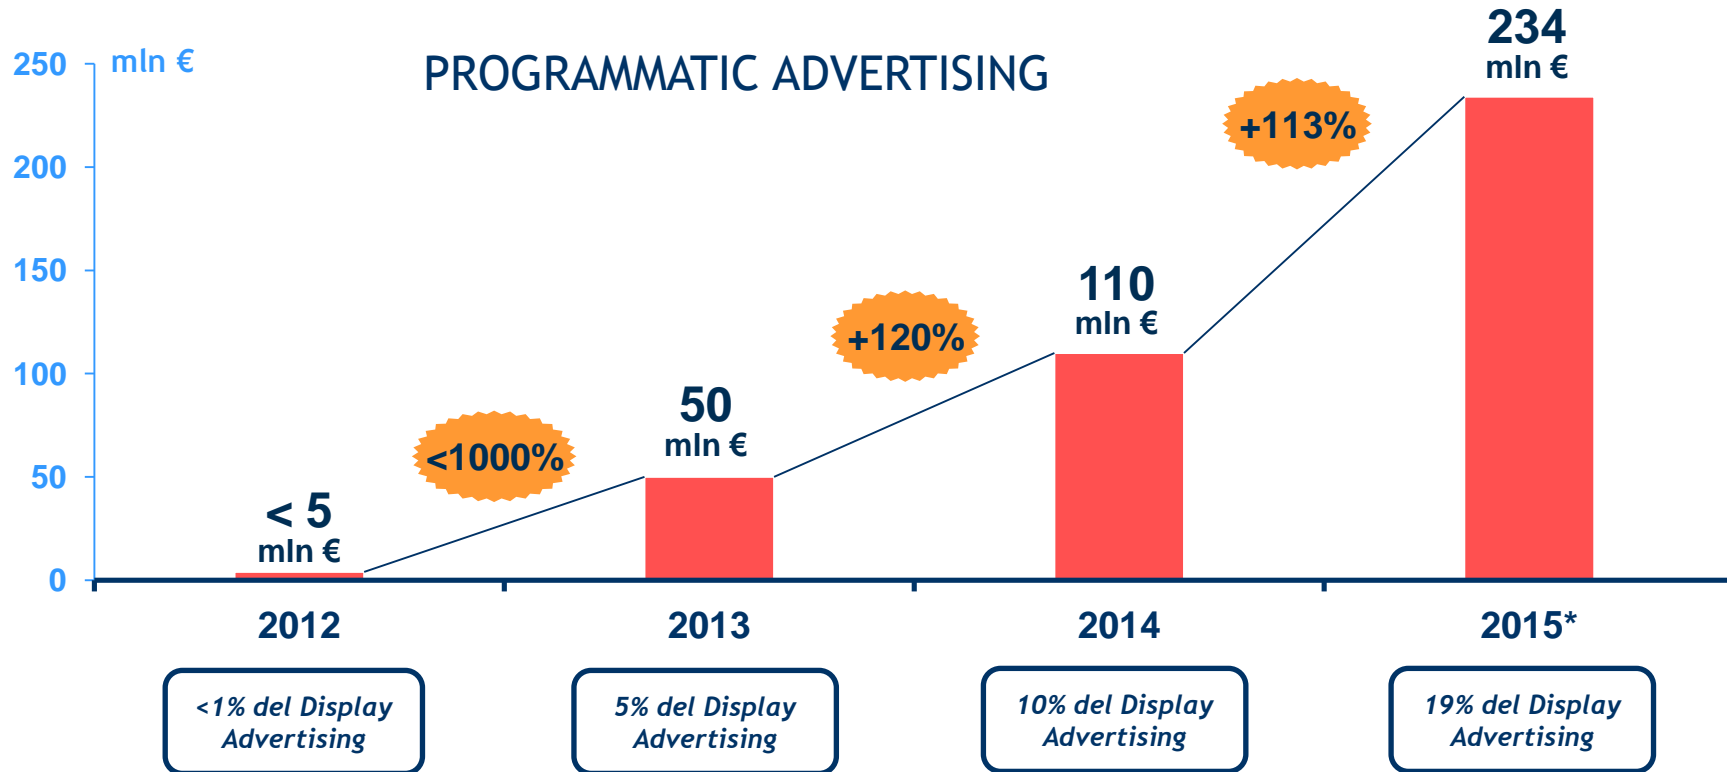 PROGRAMMATIC ADVERTISING
mln €
250
200
150
100
50
0
< 5
mln €
<1000%
50
mln €
+120%
110
mln €
+113%
234
mln €
2012
2013
2014
2015*
<1% del Display
Advertising
5% del Display
Advertising
10% del Display
Advertising
19% del Display
Advertising